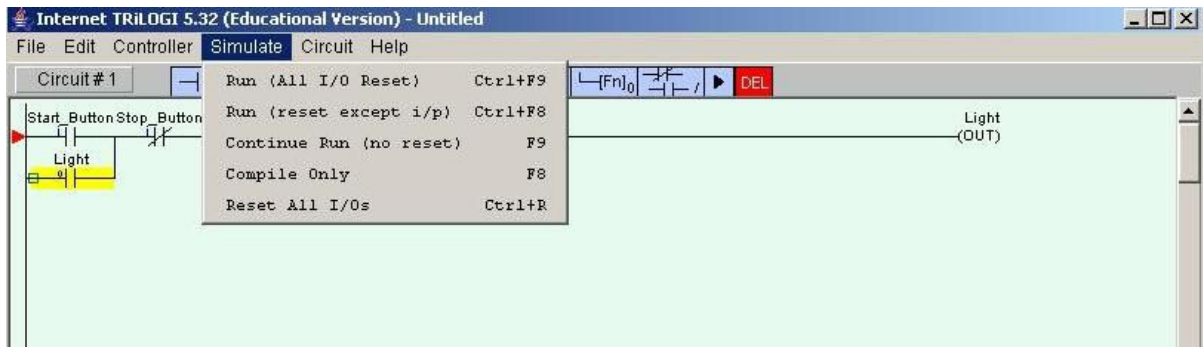 Internet TRiLOGI 5.32 (Educational Version) - Untitled
File Edit Controller Simulate Circuit Help
Circuit # 1
[Fn]0 / DEL
Run (All I/O Reset) Ctrl+F9
Run (reset except i/p) Ctrl+F8
Continue Run (no reset) F9
Compile Only F8
Reset All I/Os Ctrl+R
Start_Button Stop_Button Light
(OUT)
Light